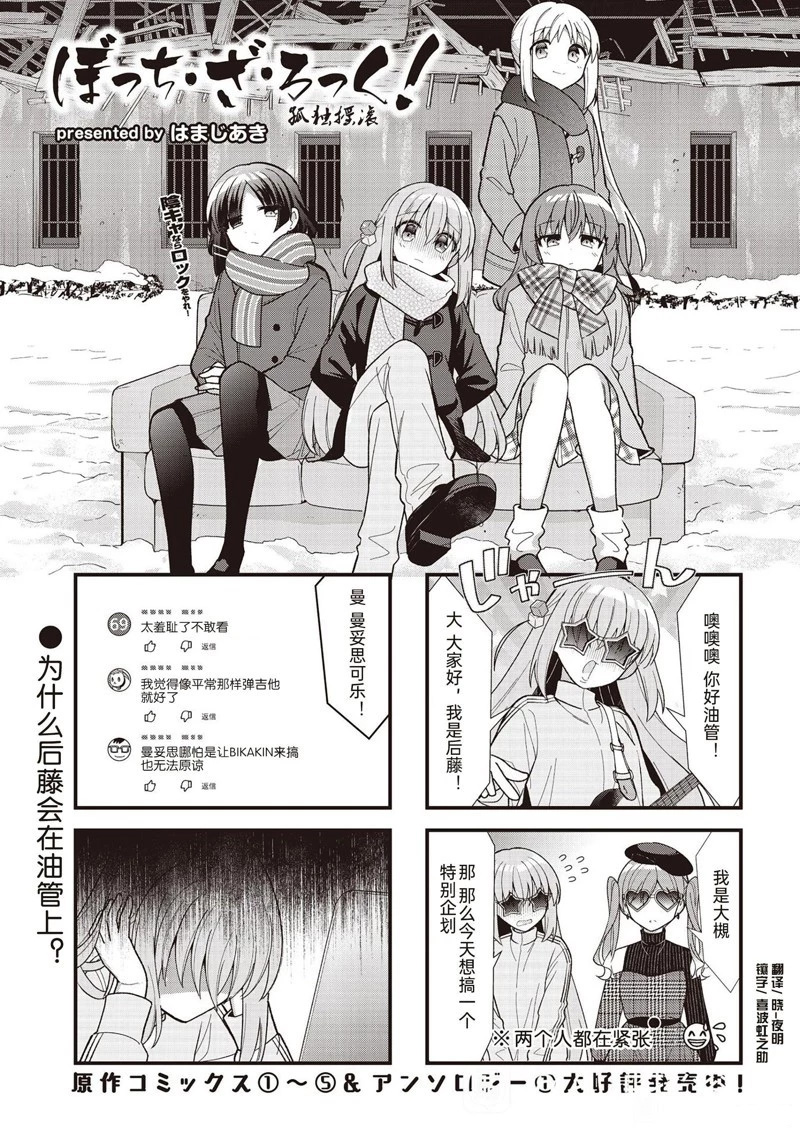 ぼっち・ざ・ろっく!
孤独摇滚
presented by はまじあき
陰キャならロックをやれ!
じゃーん
噢噢噢 你好油管!
大 大家好,我是后藤!
我是大槻
那 那么今天想搞一个
特别企划
※ 两个人都在紧张
曼 曼妥思可乐!
69
太羞耻了不敢看
返信
我觉得像平常那样弹吉他
就好了
返信
曼妥思哪怕是让BIKAKIN来搞
也无法原谅
返信
●为什么后藤会在油管上?
翻译/ 晓-夜明
镶字/ 喜波虹之助
原作コミックス①~⑤&アンソロジー